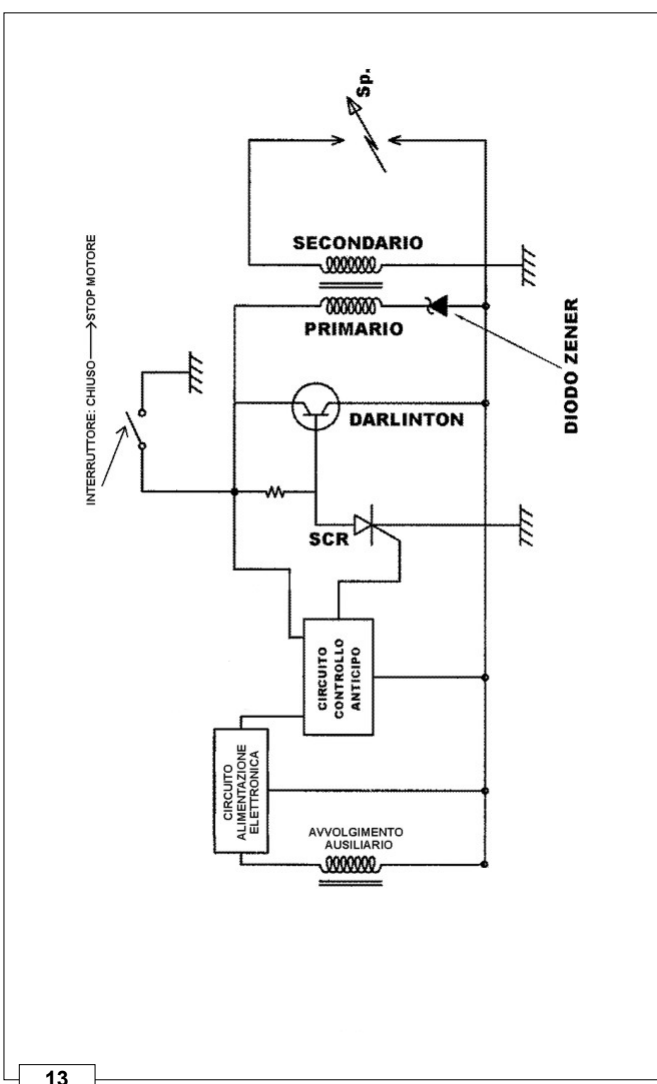 Sp.
INTERRUTTORE: CHIUSO → STOP MOTORE
SECONDARIO
PRIMARIO
DIODO ZENER
DARLINTON
SCR
CIRCUITO
CONTROLLO
ANTICIPO
CIRCUITO
ALIMENTAZIONE
ELETTRONICA
AVVOLGIMENTO
AUSILIARIO
13